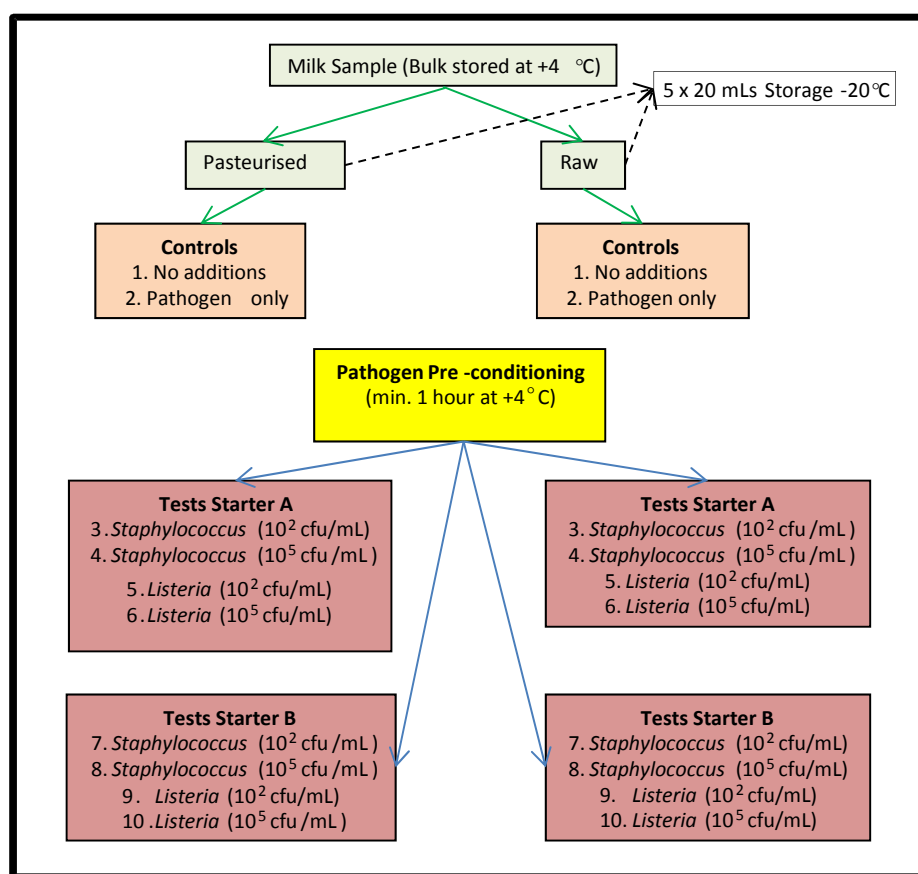 Milk Sample (Bulk stored at +4 °C)
5 x 20 mLs Storage -20°C
Pasteurised
Raw
Controls
1. No additions
2. Pathogen only
Controls
1. No additions
2. Pathogen only
Pathogen Pre -conditioning
(min. 1 hour at +4°C)
Tests Starter A
3. Staphylococcus (10² cfu/mL)
4. Staphylococcus (10⁵ cfu/mL )
5. Listeria (10² cfu/mL)
6. Listeria (10⁵ cfu/mL)
Tests Starter A
3. Staphylococcus (10² cfu/mL)
4. Staphylococcus (10⁵ cfu/mL )
5. Listeria (10² cfu/mL)
6. Listeria (10⁵ cfu/mL)
Tests Starter B
7. Staphylococcus (10² cfu /mL )
8. Staphylococcus (10⁵ cfu /mL )
9. Listeria (10² cfu/mL)
10 .Listeria (10⁵ cfu/mL )
Tests Starter B
7. Staphylococcus (10² cfu/mL)
8. Staphylococcus (10⁵ cfu/mL)
9. Listeria (10² cfu/mL)
10. Listeria (10⁵ cfu/mL)